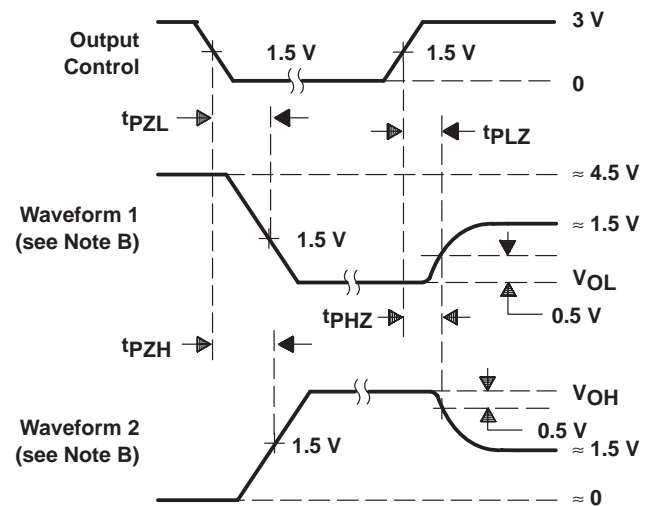 3 V
Output
Control
1.5 V
1.5 V
0
tPZL
tPLZ
≈ 4.5 V
Waveform 1
(see Note B)
≈ 1.5 V
1.5 V
VOL
0.5 V
tPHZ
tPZH
VOH
Waveform 2
(see Note B)
1.5 V
0.5 V
≈ 1.5 V
≈ 0